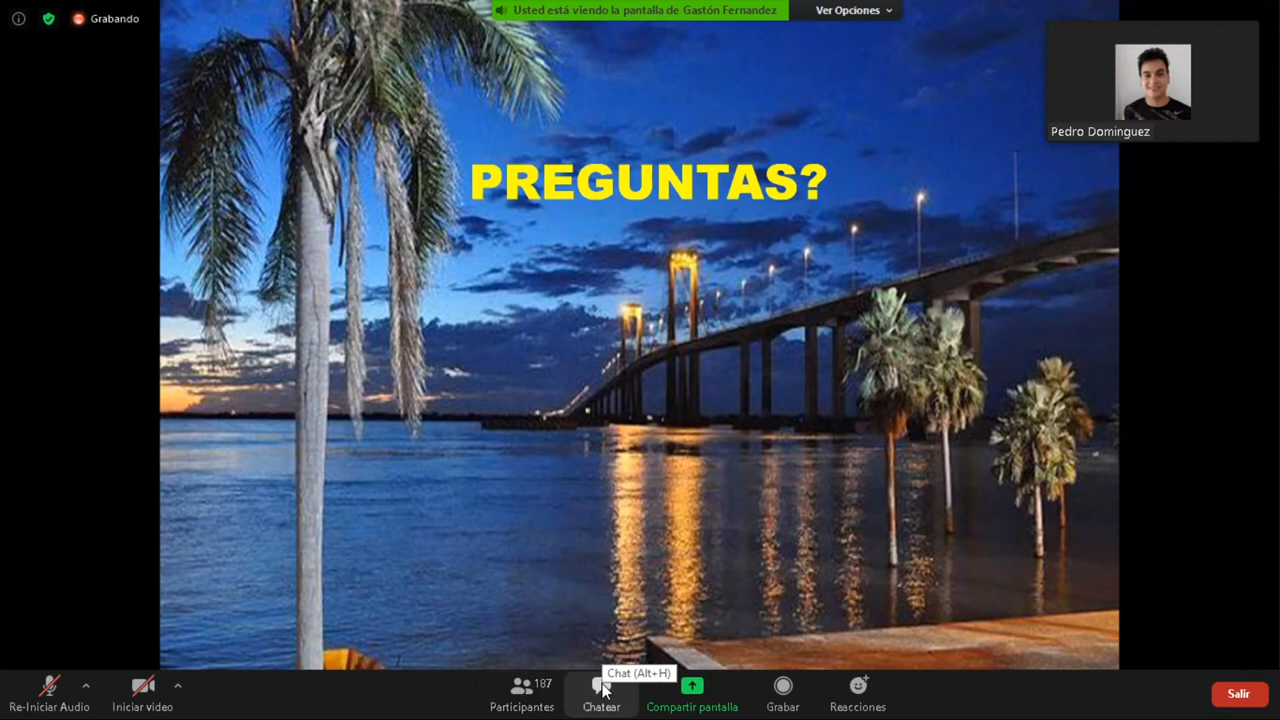 Grabando
Usted está viendo la pantalla de Gastón Fernandez
Ver Opciones
Pedro Dominguez
PREGUNTAS?
Chat (Alt+H)
187
Re-Iniciar Audio
Iniciar video
Participantes
Chatear
Compartir pantalla
Grabar
Reacciones
Salir